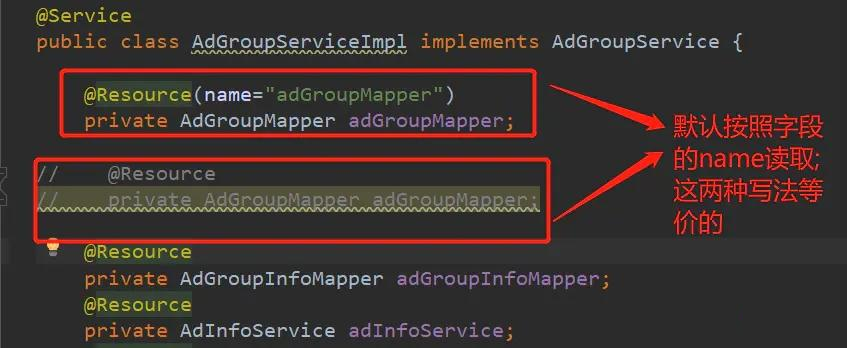 @Service
public class AdGroupServiceImpl implements AdGroupService {
@Resource(name="adGroupMapper")
private AdGroupMapper adGroupMapper;
// @Resource
// private AdGroupMapper adGroupMapper;
@Resource
private AdGroupInfoMapper adGroupInfoMapper;
@Resource
private AdInfoService adInfoService;
默认按照字段
的name读取;
这两种写法等
价的